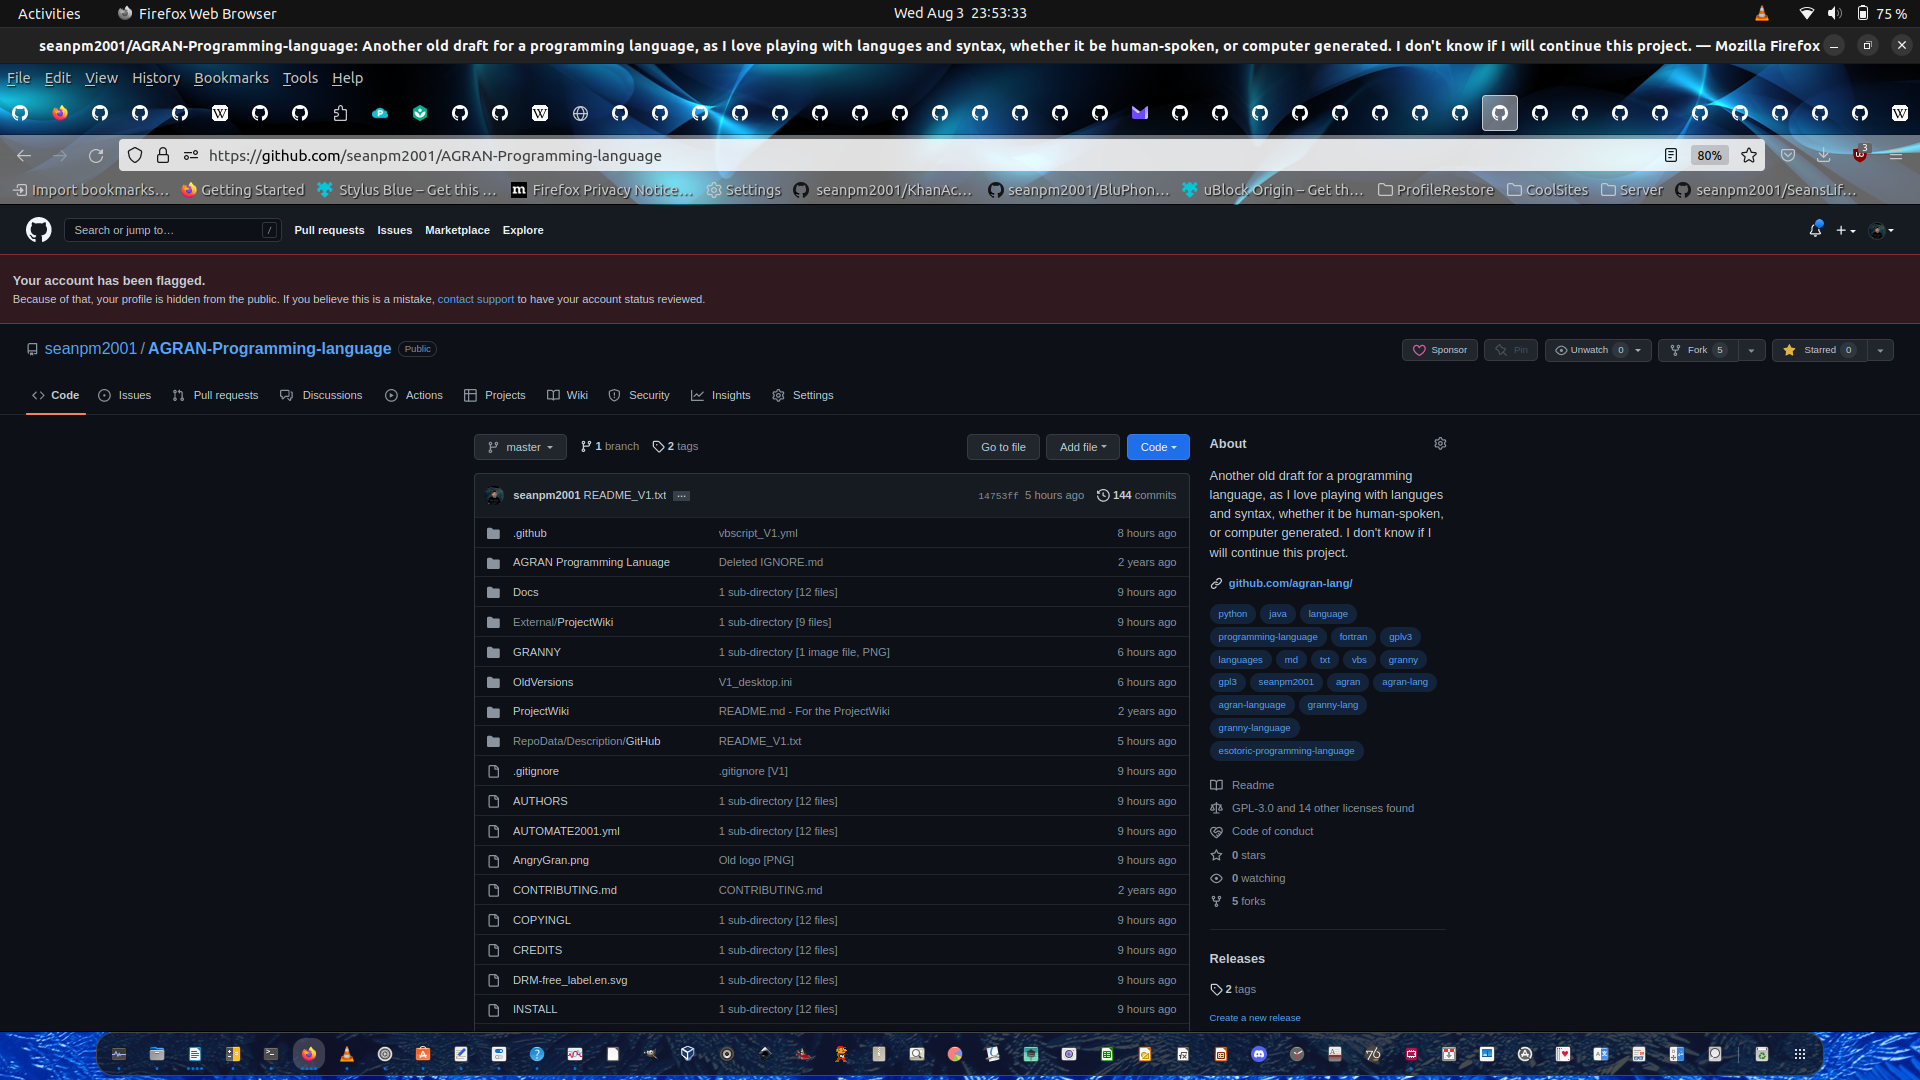 Activities
Firefox Web Browser
Wed Aug 3 23:53:33
75 %
seanpm2001/AGRAN-Programming-language: Another old draft for a programming language, as I love playing with languges and syntax, whether it be human-spoken, or computer generated. I don't know if I will continue this project. — Mozilla Firefox
File Edit View History Bookmarks Tools Help
https://github.com/seanpm2001/AGRAN-Programming-language
80%
3
Import bookmarks…
Getting Started
Stylus Blue – Get this …
Firefox Privacy Notice…
Settings
seanpm2001/KhanAc…
seanpm2001/BluPhon…
uBlock Origin – Get th…
ProfileRestore
CoolSites
Server
seanpm2001/SeansLif…
Search or jump to… /
Pull requests Issues Marketplace Explore
Your account has been flagged.
Because of that, your profile is hidden from the public. If you believe this is a mistake, contact support to have your account status reviewed.
seanpm2001 / AGRAN-Programming-language Public
Sponsor
Pin
Unwatch 0
Fork 5
Starred 0
Code
Issues
Pull requests
Discussions
Actions
Projects
Wiki
Security
Insights
Settings
master
1 branch
2 tags
Go to file
Add file
Code
seanpm2001 README_V1.txt … 14753ff 5 hours ago 144 commits
.github vbscript_V1.yml 8 hours ago
AGRAN Programming Lanuage Deleted IGNORE.md 2 years ago
Docs 1 sub-directory [12 files] 9 hours ago
External/ProjectWiki 1 sub-directory [9 files] 9 hours ago
GRANNY 1 sub-directory [1 image file, PNG] 6 hours ago
OldVersions V1_desktop.ini 6 hours ago
ProjectWiki README.md - For the ProjectWiki 2 years ago
RepoData/Description/GitHub README_V1.txt 5 hours ago
.gitignore .gitignore [V1] 9 hours ago
AUTHORS 1 sub-directory [12 files] 9 hours ago
AUTOMATE2001.yml 1 sub-directory [12 files] 9 hours ago
AngryGran.png Old logo [PNG] 9 hours ago
CONTRIBUTING.md CONTRIBUTING.md 2 years ago
COPYINGL 1 sub-directory [12 files] 9 hours ago
CREDITS 1 sub-directory [12 files] 9 hours ago
DRM-free_label.en.svg 1 sub-directory [12 files] 9 hours ago
INSTALL 1 sub-directory [12 files] 9 hours ago
About
Another old draft for a programming
language, as I love playing with languges
and syntax, whether it be human-spoken,
or computer generated. I don't know if I
will continue this project.
github.com/agran-lang/
python java language
programming-language fortran gplv3
languages md txt vbs granny
gpl3 seanpm2001 agran agran-lang
agran-language granny-lang
granny-language
esotoric-programming-language
Readme
GPL-3.0 and 14 other licenses found
Code of conduct
0 stars
0 watching
5 forks
Releases
2 tags
Create a new release